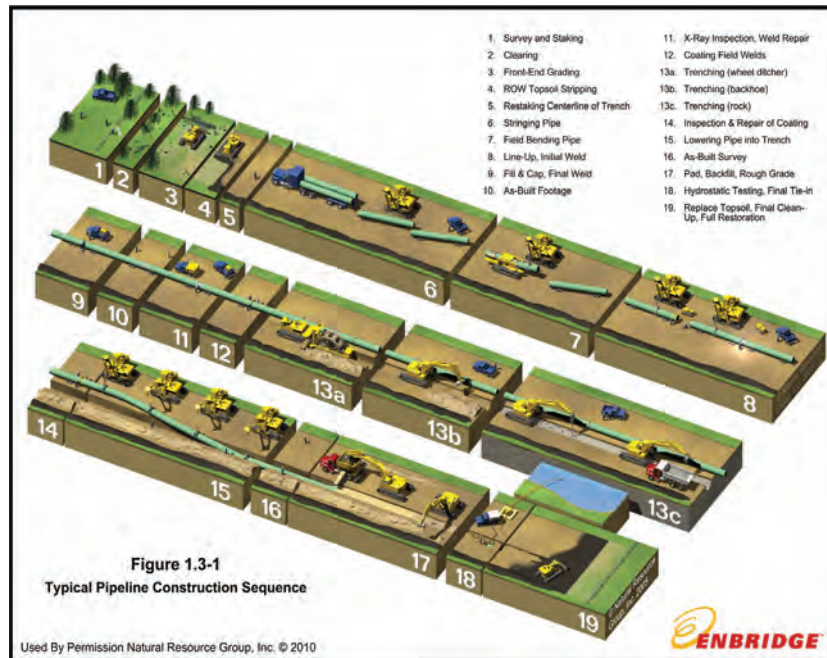 1. Survey and Staking
2. Clearing
3. Front-End Grading
4. ROW Topsoil Stripping
5. Restaking Centerline of Trench
6. Stringing Pipe
7. Field Bending Pipe
8. Line-Up, Initial Weld
9. Fill & Cap, Final Weld
10. As-Built Footage
11. X-Ray Inspection, Weld Repair
12. Coating Field Welds
13a. Trenching (wheel ditcher)
13b. Trenching (backhoe)
13c. Trenching (rock)
14. Inspection & Repair of Coating
15. Lowering Pipe into Trench
16. As-Built Survey
17. Pad, Backfill, Rough Grade
18. Hydrostatic Testing, Final Tie-in
19. Replace Topsoil, Final Clean-
Up, Full Restoration
1
2
3
4
5
6
7
8
9
10
11
12
13a
13b
13c
14
15
16
17
18
19
Figure 1.3-1
Typical Pipeline Construction Sequence
Used By Permission Natural Resource Group, Inc. © 2010
ENBRIDGE